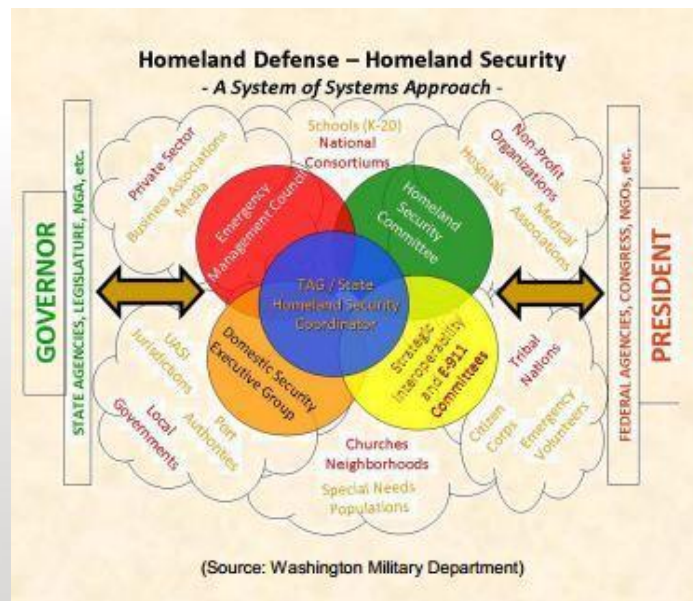 Homeland Defense – Homeland Security
- A System of Systems Approach -
GOVERNOR
STATE AGENCIES, LEGISLATURE, NGA, etc.
Private Sector
Business Associations
Media
Schools (K-20)
National
Consortiums
Non-Profit
Organizations
Hospitals
Medical
Associations
Emergency
Management Council
Homeland
Security
Committee
TAG / State
Homeland Security
Coordinator
Domestic Security
Executive Group
Strategic
Interoperability
and E-911
Committees
UASI
Jurisdictions
Local
Governments
Port
Authorities
Churches
Neighborhoods
Special Needs
Populations
Tribal
Nations
Citizen
Corps
Emergency
Volunteers
FEDERAL AGENCIES, CONGRESS, NGOs, etc.
PRESIDENT
(Source: Washington Military Department)